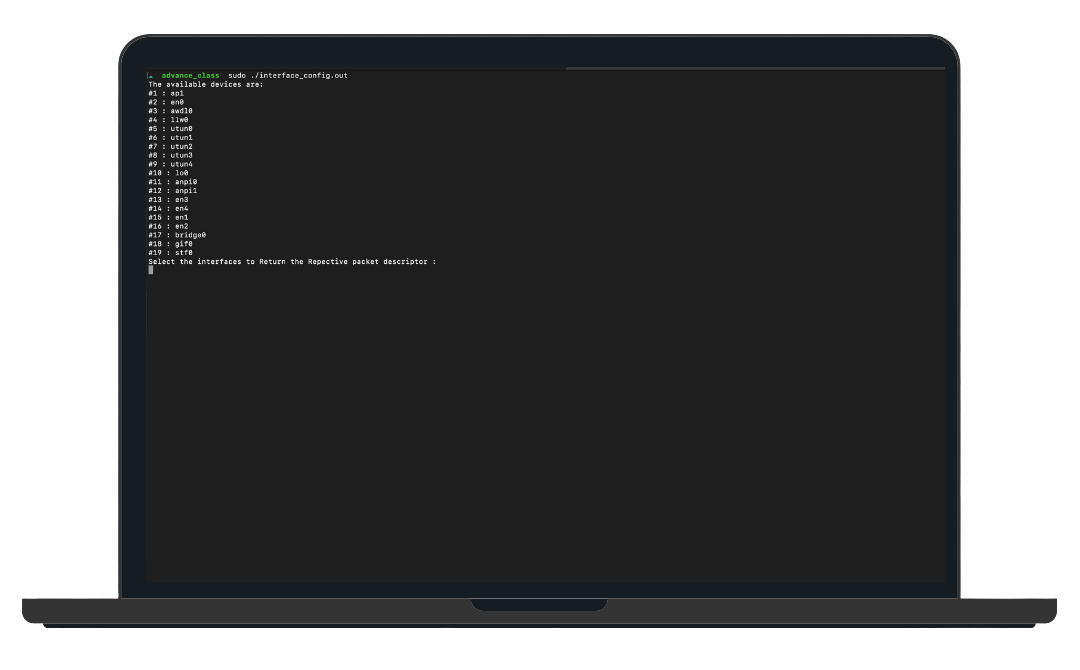 advance_class sudo ./interface_config.out
The available devices are:
#1 : ap1
#2 : en0
#3 : awdl0
#4 : llw0
#5 : utun0
#6 : utun1
#7 : utun2
#8 : utun3
#9 : utun4
#10 : lo0
#11 : anpi0
#12 : anpi1
#13 : en3
#14 : en4
#15 : en1
#16 : en2
#17 : bridge0
#18 : gif0
#19 : stf0
Select the interfaces to Return the Repective packet descriptor :